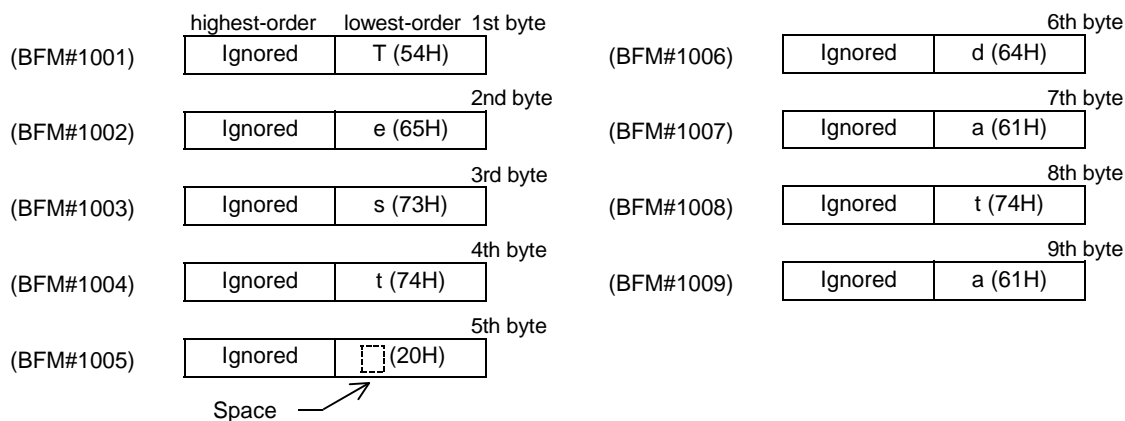 highest-order lowest-order 1st byte
(BFM#1001) Ignored T (54H)
2nd byte
(BFM#1002) Ignored e (65H)
3rd byte
(BFM#1003) Ignored s (73H)
4th byte
(BFM#1004) Ignored t (74H)
5th byte
(BFM#1005) Ignored (20H)
Space
6th byte
(BFM#1006) Ignored d (64H)
7th byte
(BFM#1007) Ignored a (61H)
8th byte
(BFM#1008) Ignored t (74H)
9th byte
(BFM#1009) Ignored a (61H)